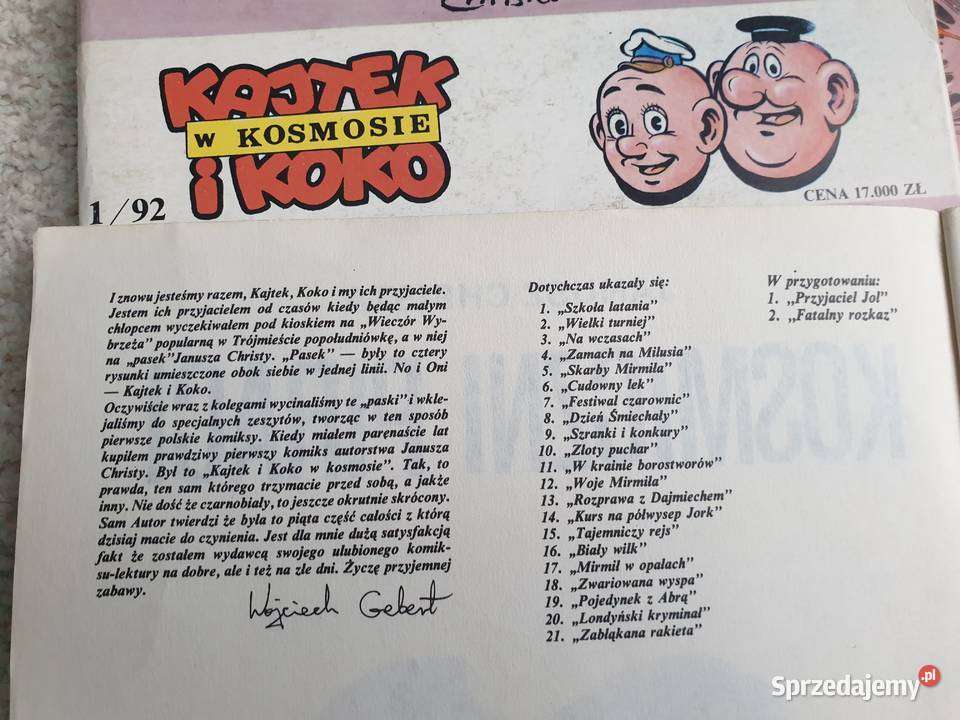 KAJTEK
W KOSMOSIE
i KOKO
1/92
CENA 17.000 ZŁ
I znowu jesteśmy razem, Kajtek, Koko i my ich przyjaciele.
Jestem ich przyjacielem od czasów kiedy będąc małym
chłopcem wyczekiwałem pod kioskiem na „Wieczór Wy-
brzeża” popularną w Trójmieście popołudniówkę, a w niej
na „pasek”Janusza Christy. „Pasek” — były to cztery
rysunki umieszczone obok siebie w jednej linii. No i Oni
— Kajtek i Koko.
Oczywiście wraz z kolegami wycinaliśmy te „paski” i wkle-
jaliśmy do specjalnych zeszytów, tworząc w ten sposób
pierwsze polskie komiksy. Kiedy miałem paręnaście lat
kupiłem prawdziwy pierwszy komiks autorstwa Janusza
Christy. Był to „Kajtek i Koko w kosmosie”. Tak, to
prawda, ten sam którego trzymacie przed sobą, a jakże
inny. Nie dość że czarnobiały, to jeszcze okrutnie skrócony.
Sam Autor twierdzi że była to piąta część całości z którą
dzisiaj macie do czynienia. Jest dla mnie dużą satysfakcją
fakt że zostałem wydawcą swojego ulubionego komik-
su-lektury na dobre, ale i też na złe dni. Życzę przyjemnej
zabawy.
Wojciech Gebert
Dotychczas ukazały się:
1. „Szkoła latania”
2. „Wielki turniej”
3. „Na wczasach”
4. „Zamach na Milusia”
5. „Skarby Mirmiła”
6. „Cudowny lek”
7. „Festiwal czarownic”
8. „Dzień Śmiechały”
9. „Szranki i konkury”
10. „Złoty puchar”
11. „W krainie borostworów”
12. „Woje Mirmiła”
13. „Rozprawa z Dajmiechem”
14. „Kurs na półwysep Jork”
15. „Tajemniczy rejs”
16. „Biały wilk”
17. „Mirmił w opałach”
18. „Zwariowana wyspa”
19. „Pojedynek z Abrą”
20. „Londyński kryminał”
21. „Zabłąkana rakieta”
W przygotowaniu:
1. „Przyjaciel Jol”
2. „Fatalny rozkaz”
Sprzedajemy.pl